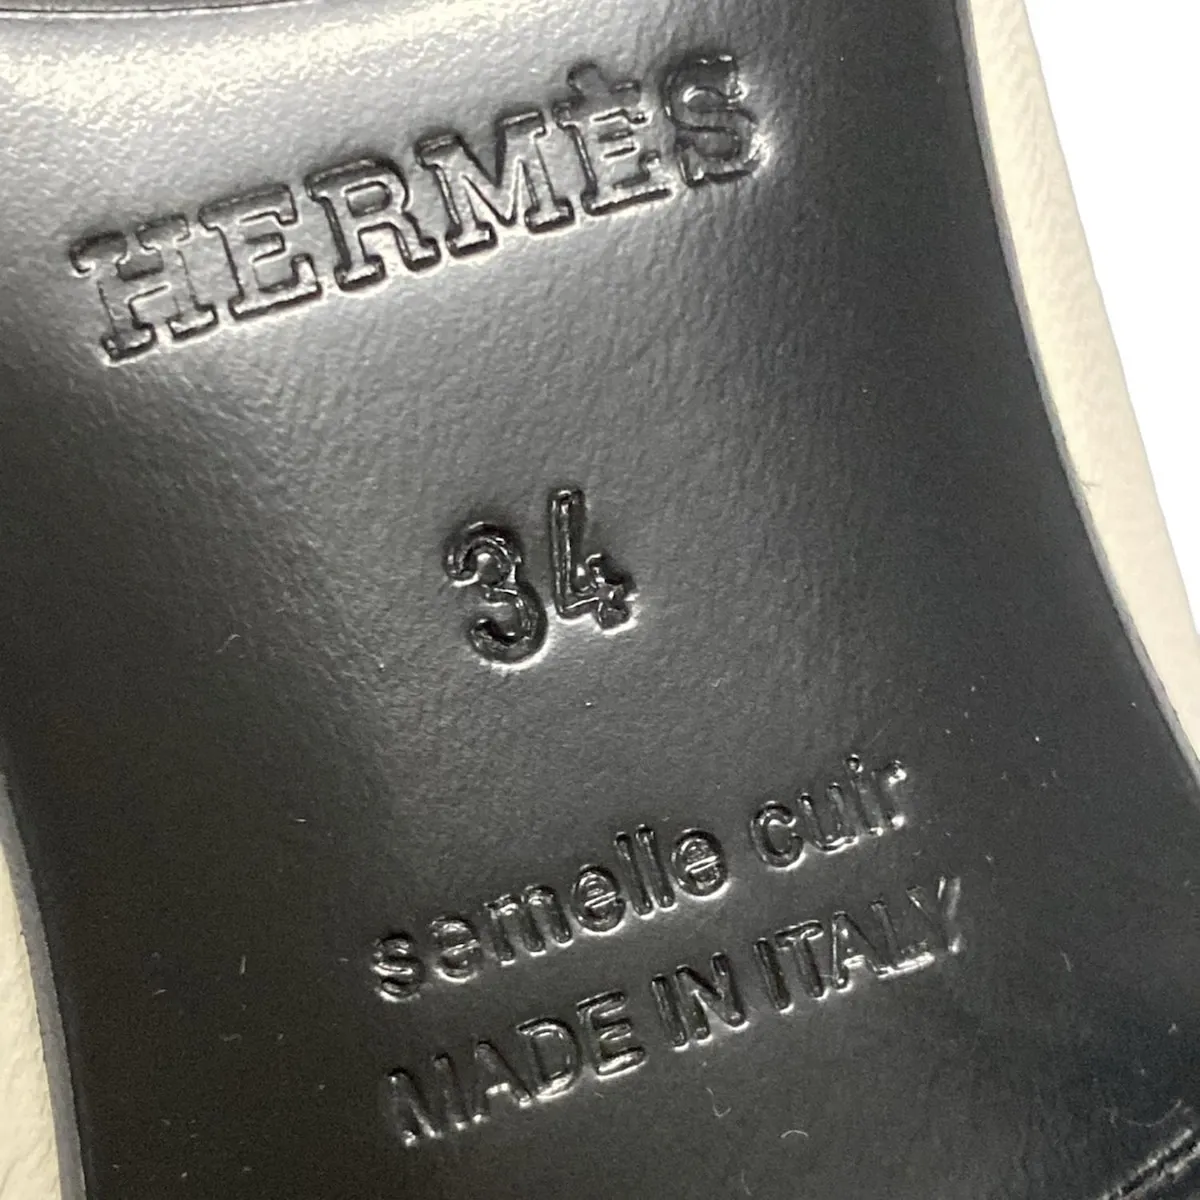 HERMÈS
34
semelle cuir
MADE IN ITALY